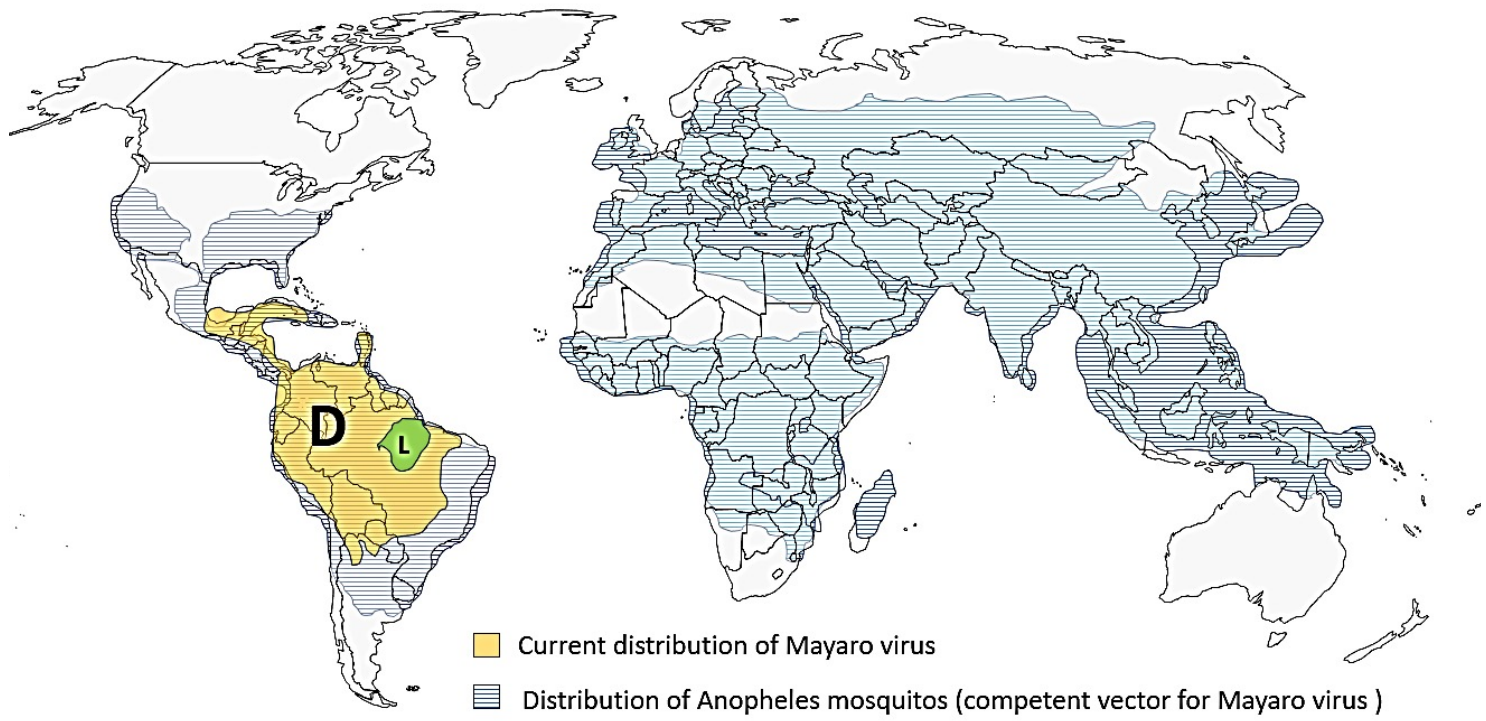 D
L
Current distribution of Mayaro virus
Distribution of Anopheles mosquitos (competent vector for Mayaro virus )